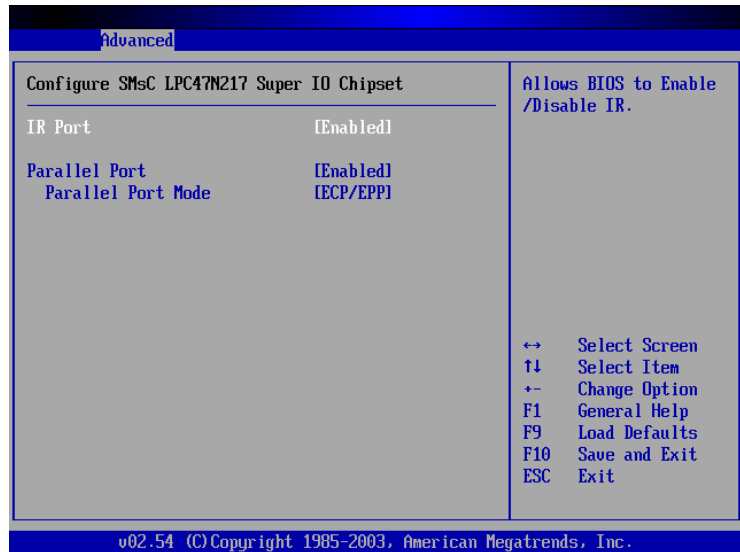 Advanced
Configure SMsC LPC47N217 Super IO Chipset
IR Port [Enabled]
Parallel Port [Enabled]
Parallel Port Mode [ECP/EPP]
Allows BIOS to Enable
/Disable IR.
←→ Select Screen
↑↓ Select Item
+- Change Option
F1 General Help
F9 Load Defaults
F10 Save and Exit
ESC Exit
v02.54 (C)Copyright 1985-2003, American Megatrends, Inc.